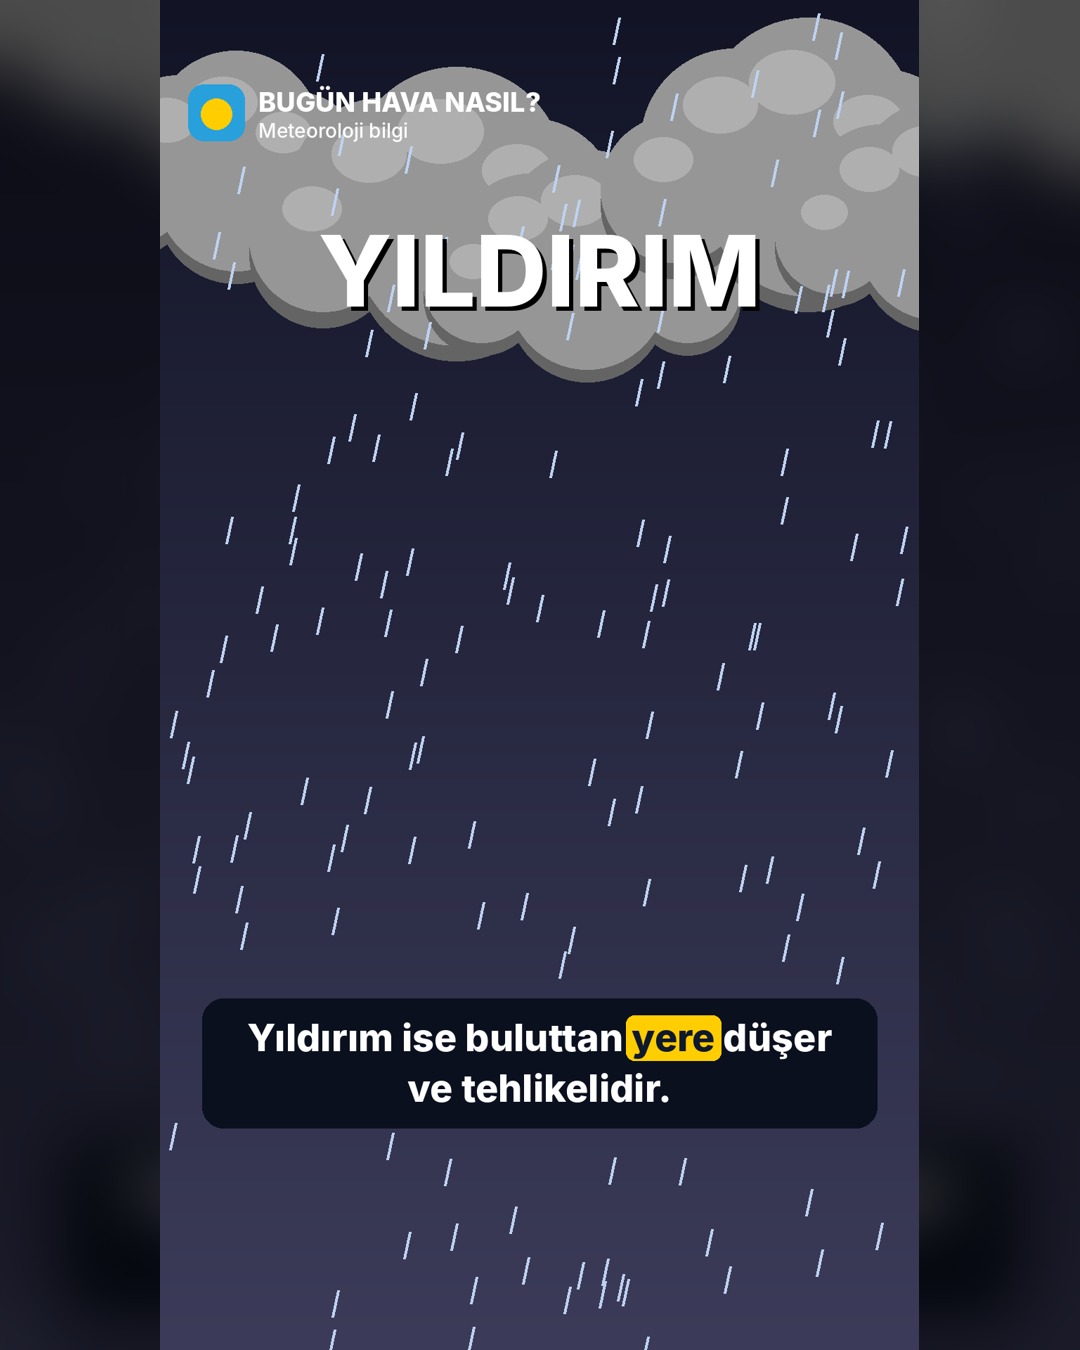 BUGÜN HAVA NASIL?
Meteoroloji bilgi
YILDIRIM
Yıldırım ise buluttan yere düşer
ve tehlikelidir.